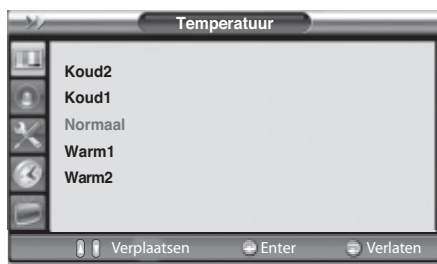 Temperatuur
Koud2
Koud1
Normaal
Warm1
Warm2
Verplaatsen Enter Verlaten